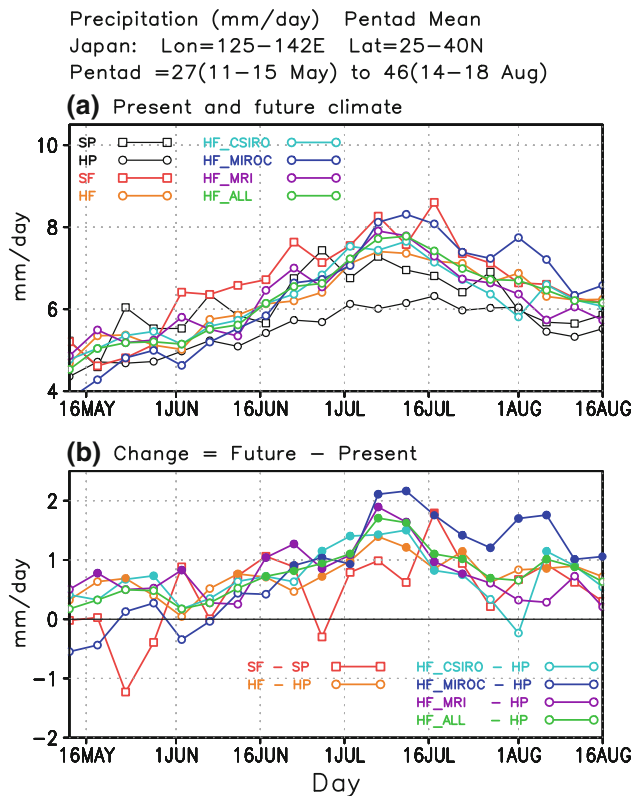 Precipitation (mm/day) Pentad Mean
Japan: Lon=125−142E Lat=25−40N
Pentad =27(11−15 May) to 46(14−18 Aug)
(a) Present and future climate
10
8
6
4
mm/day
SP
HP
SF
HF
HF_CSIRO
HF_MIROC
HF_MRI
HF_ALL
16MAY 1JUN 16JUN 1JUL 16JUL 1AUG 16AUG
(b) Change = Future − Present
2
1
0
−1
−2
mm/day
SF − SP
HF − HP
HF_CSIRO − HP
HF_MIROC − HP
HF_MRI − HP
HF_ALL − HP
16MAY 1JUN 16JUN 1JUL 16JUL 1AUG 16AUG
Day